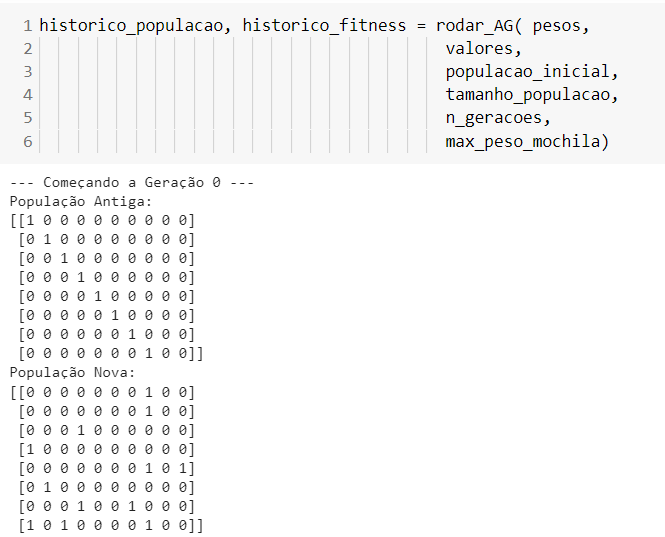 1 historico_populacao, historico_fitness = rodar_AG( pesos,
2 valores,
3 populacao_inicial,
4 tamanho_populacao,
5 n_geracoes,
6 max_peso_mochila)
--- Começando a Geração 0 ---
População Antiga:
[[1 0 0 0 0 0 0 0 0 0]
[0 1 0 0 0 0 0 0 0 0]
[0 0 1 0 0 0 0 0 0 0]
[0 0 0 1 0 0 0 0 0 0]
[0 0 0 0 1 0 0 0 0 0]
[0 0 0 0 0 1 0 0 0 0]
[0 0 0 0 0 0 1 0 0 0]
[0 0 0 0 0 0 0 1 0 0]]
População Nova:
[[0 0 0 0 0 0 0 1 0 0]
[0 0 0 0 0 0 0 1 0 0]
[0 0 0 1 0 0 0 0 0 0]
[1 0 0 0 0 0 0 0 0 0]
[0 0 0 0 0 0 0 1 0 1]
[0 1 0 0 0 0 0 0 0 0]
[0 0 0 1 0 0 1 0 0 0]
[1 0 1 0 0 0 0 1 0 0]]